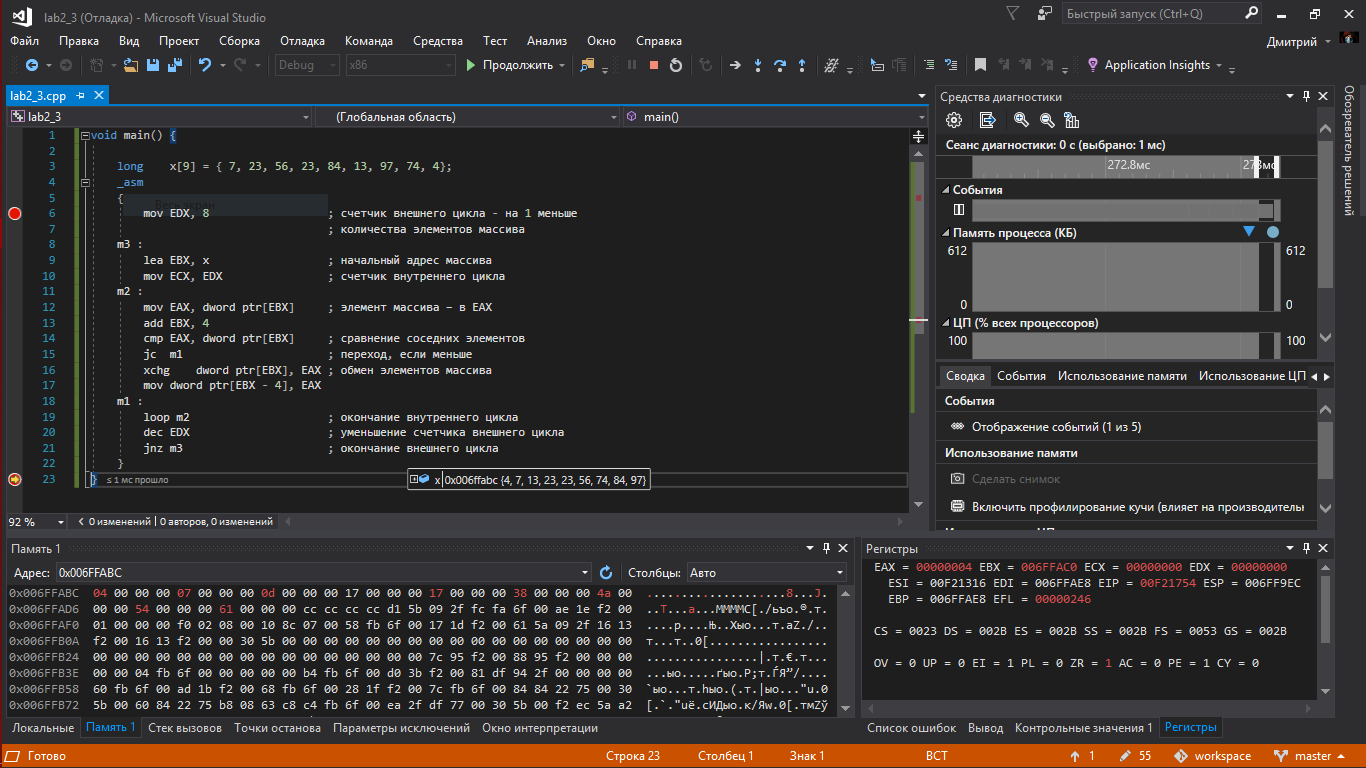 lab2_3 (Отладка) - Microsoft Visual Studio
Быстрый запуск (Ctrl+Q)
Файл Правка Вид Проект Сборка Отладка Команда Средства Тест Анализ Окно Справка
Дмитрий
Debug x86 Продолжить Application Insights
lab2_3.cpp
lab2_3 (Глобальная область) main()
1 void main() {
2
3 long x[9] = { 7, 23, 56, 23, 84, 13, 97, 74, 4};
4 _asm
5 {
Весь экран
6 mov EDX, 8 ; счетчик внешнего цикла - на 1 меньше
7 ; количества элементов массива
8 m3 :
9 lea EBX, x ; начальный адрес массива
10 mov ECX, EDX ; счетчик внутреннего цикла
11 m2 :
12 mov EAX, dword ptr[EBX] ; элемент массива – в EAX
13 add EBX, 4
14 cmp EAX, dword ptr[EBX] ; сравнение соседних элементов
15 jc m1 ; переход, если меньше
16 xchg dword ptr[EBX], EAX ; обмен элементов массива
17 mov dword ptr[EBX - 4], EAX
18 m1 :
19 loop m2 ; окончание внутреннего цикла
20 dec EDX ; уменьшение счетчика внешнего цикла
21 jnz m3 ; окончание внешнего цикла
22 }
23 } ≤ 1 мс прошло
x 0x006ffabc {4, 7, 13, 23, 23, 56, 74, 84, 97}
92 % 0 изменений | 0 авторов, 0 изменений
Средства диагностики
Сеанс диагностики: 0 с (выбрано: 1 мс)
272.8мс
События
Память процесса (КБ)
612 612
0 0
ЦП (% всех процессоров)
100 100
Сводка События Использование памяти Использование ЦП
События
Отображение событий (1 из 5)
Использование памяти
Сделать снимок
Включить профилирование кучи (влияет на производитель
Обозреватель решений
Память 1
Адрес: 0x006FFABC Столбцы: Авто
0x006FFABC 04 00 00 00 07 00 00 00 0d 00 00 00 17 00 00 00 17 00 00 00 38 00 00 00 4a 00
0x006FFAD6 00 00 54 00 00 00 61 00 00 00 cc cc cc cc d1 5b 09 2f fc fa 6f 00 ae 1e f2 00
0x006FFAF0 01 00 00 00 f0 02 08 00 10 8c 07 00 58 fb 6f 00 17 1d f2 00 61 5a 09 2f 16 13
0x006FFB0A f2 00 16 13 f2 00 00 30 5b 00 00 00 00 00 00 00 00 00 00 00 00 00 00 00 00 00
0x006FFB24 00 00 00 00 00 00 00 00 00 00 00 00 00 00 00 00 7c 95 f2 00 88 95 f2 00 00 00
0x006FFB3E 00 00 04 fb 6f 00 00 00 00 00 b4 fb 6f 00 d0 3b f2 00 81 df 94 2f 00 00 00 00
0x006FFB58 60 fb 6f 00 ad 1b f2 00 68 fb 6f 00 28 1f f2 00 7c fb 6f 00 84 84 22 75 00 30
0x006FFB72 5b 00 60 84 22 75 b8 08 63 c8 c4 fb 6f 00 ea 2f df 77 00 30 5b 00 f2 ec 5a a2
Локальные Память 1 Стек вызовов Точки останова Параметры исключений Окно интерпретации
Регистры
EAX = 00000004 EBX = 006FFAC0 ECX = 00000000 EDX = 00000000
ESI = 00F21316 EDI = 006FFAE8 EIP = 00F21754 ESP = 006FF9EC
EBP = 006FFAE8 EFL = 00000246
CS = 0023 DS = 002B ES = 002B SS = 002B FS = 0053 GS = 002B
OV = 0 UP = 0 EI = 1 PL = 0 ZR = 1 AC = 0 PE = 1 CY = 0
Список ошибок Вывод Контрольные значения 1 Регистры
Готово Строка 23 Столбец 1 Знак 1 ВСТ 1 55 workspace master